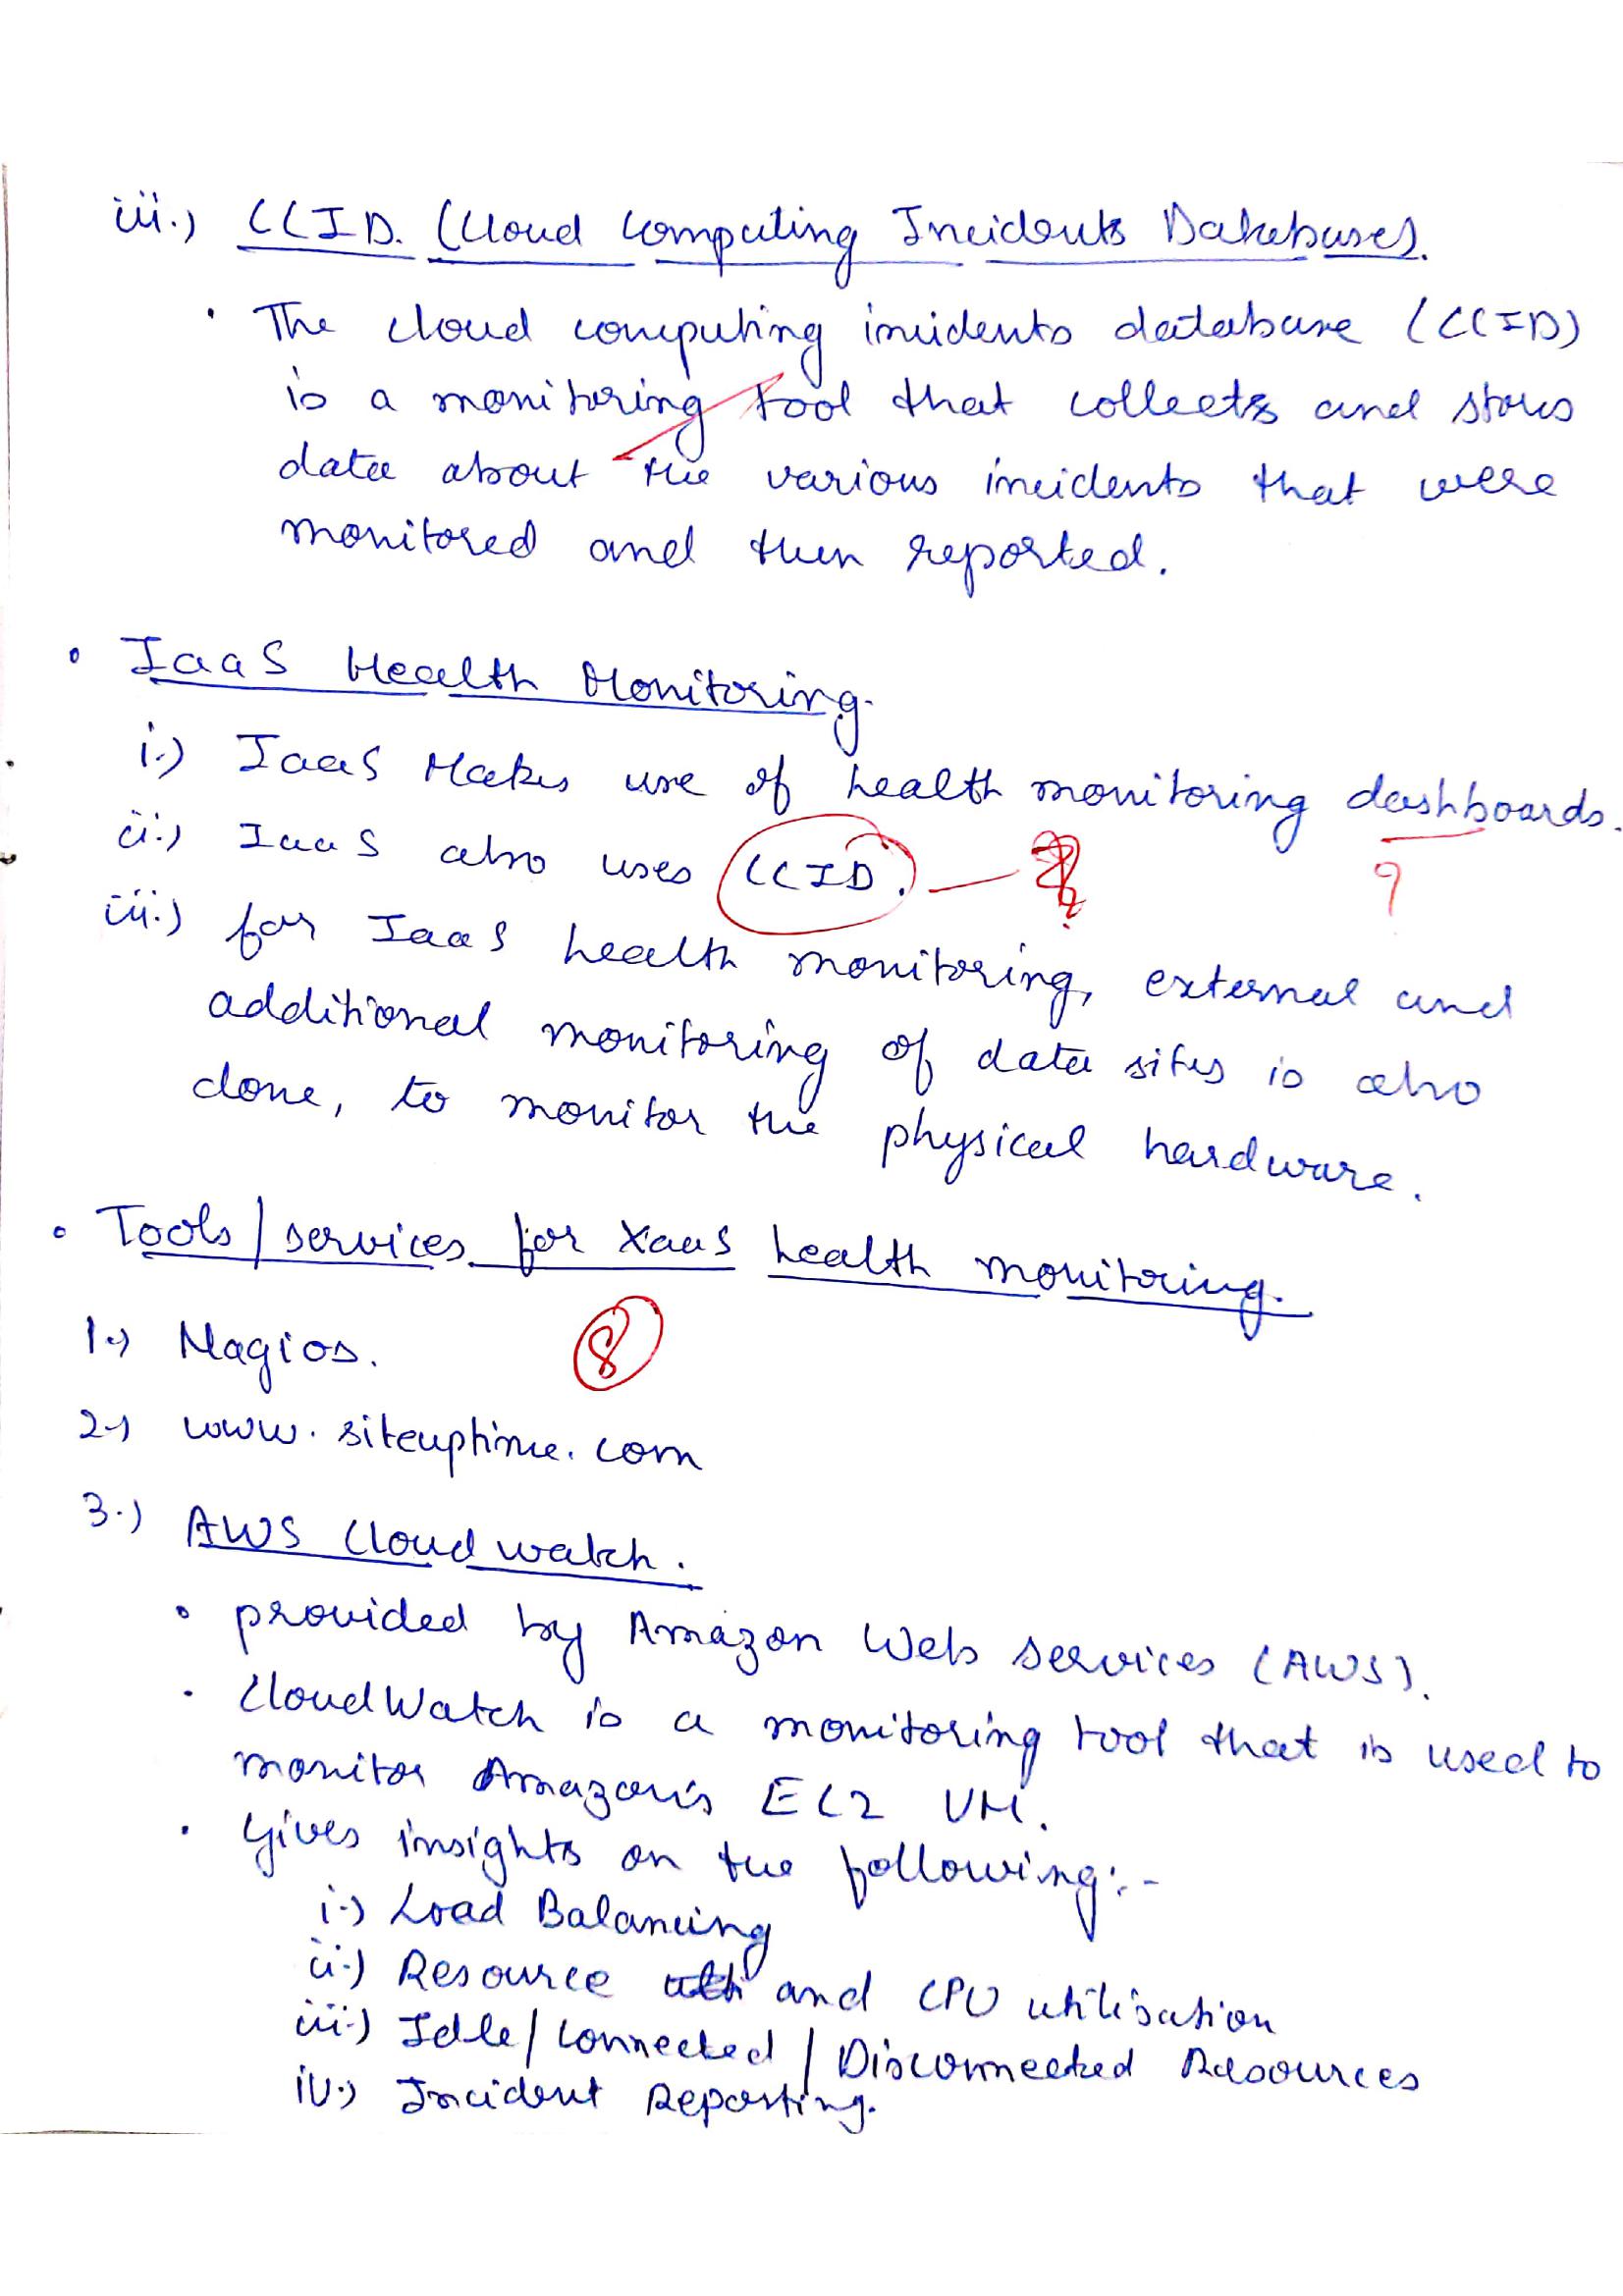 iii.) CCID. (Cloud Computing Incidents Database).
• The cloud computing incidents database (CCID)
is a monitoring tool that collects and stores
data about the various incidents that were
monitored and then reported.
• IaaS Health Monitoring.
i.) IaaS Makes use of health monitoring dashboards.
?
ii.) IaaS also uses CCID. —
iii.) for IaaS health monitoring, external and
additional monitoring of data sites is also
done, to monitor the physical hardware.
• Tools/services for XaaS health monitoring.
1.) Nagios.
8
2.) www.siteuptime.com
3.) AWS Cloud watch.
• provided by Amazon Web services (AWS).
• CloudWatch is a monitoring tool that is used to
monitor Amazon's EC2 VM.
• Gives insights on the following:-
i.) Load Balancing
ii.) Resource and CPU utilisation
iii.) Idle/Connected/Disconnected Resources
iv.) Incident Reporting.